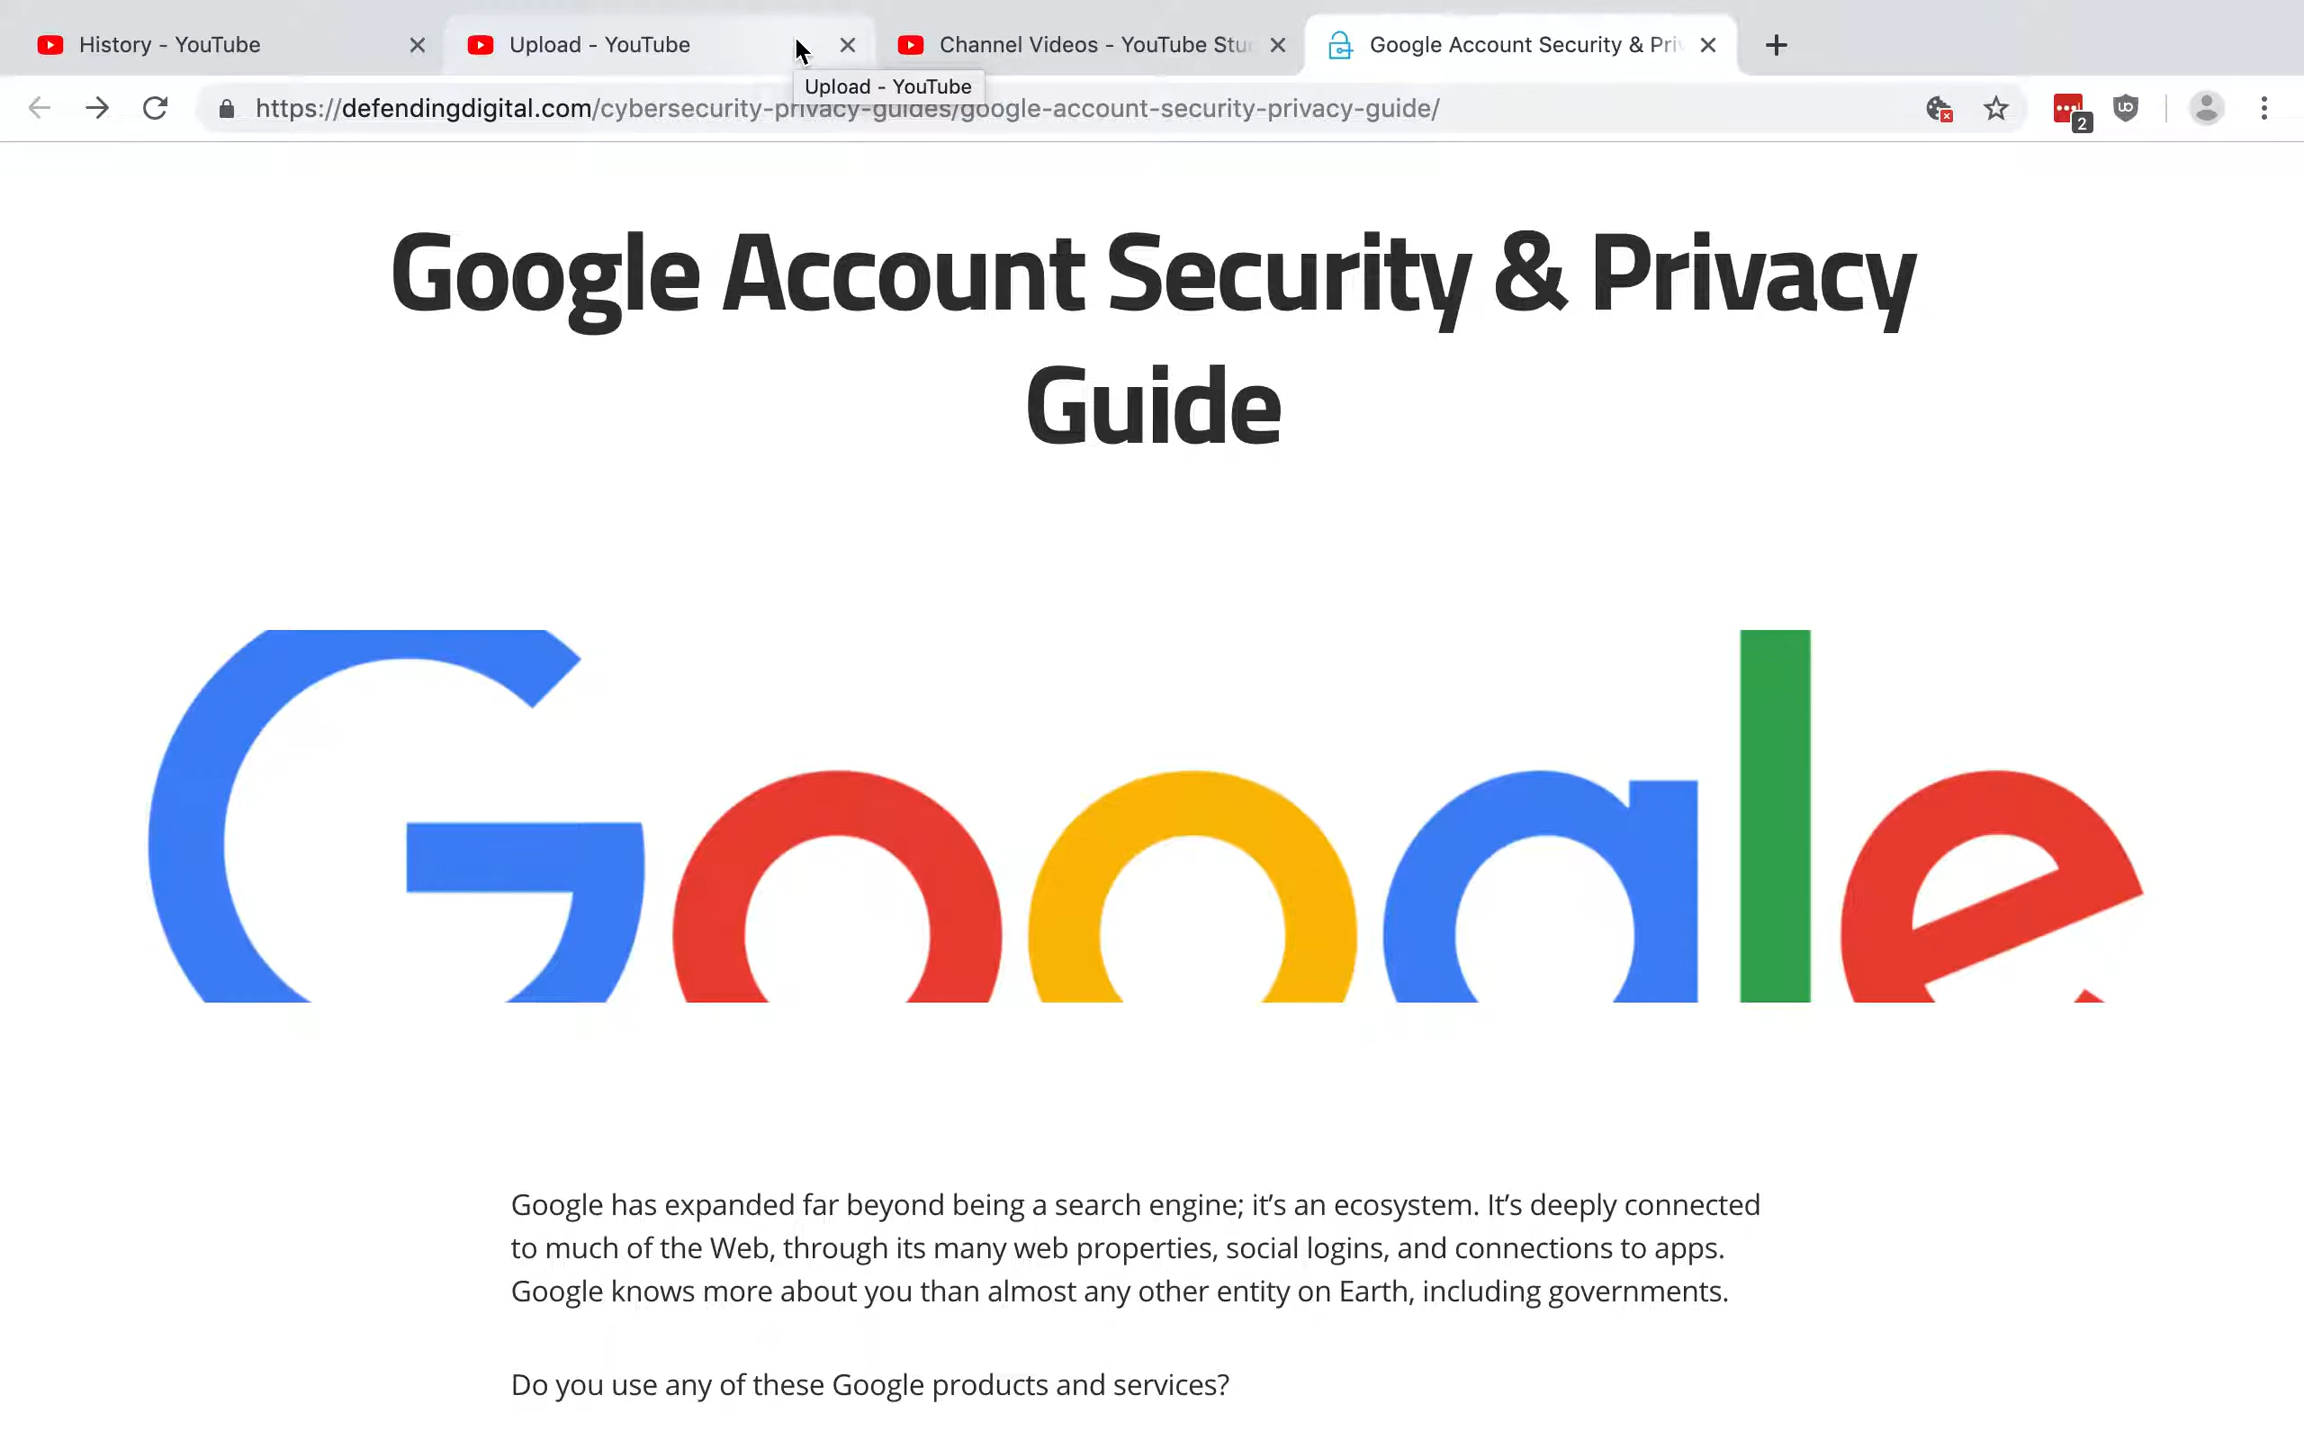 History - YouTube
Upload - YouTube
Channel Videos - YouTube Stu
Google Account Security & Pri
Upload - YouTube
https://defendingdigital.com/cybersecurity-privacy-guides/google-account-security-privacy-guide/
2
Google Account Security & Privacy
Guide
Google
Google has expanded far beyond being a search engine; it’s an ecosystem. It’s deeply connected
to much of the Web, through its many web properties, social logins, and connections to apps.
Google knows more about you than almost any other entity on Earth, including governments.
Do you use any of these Google products and services?